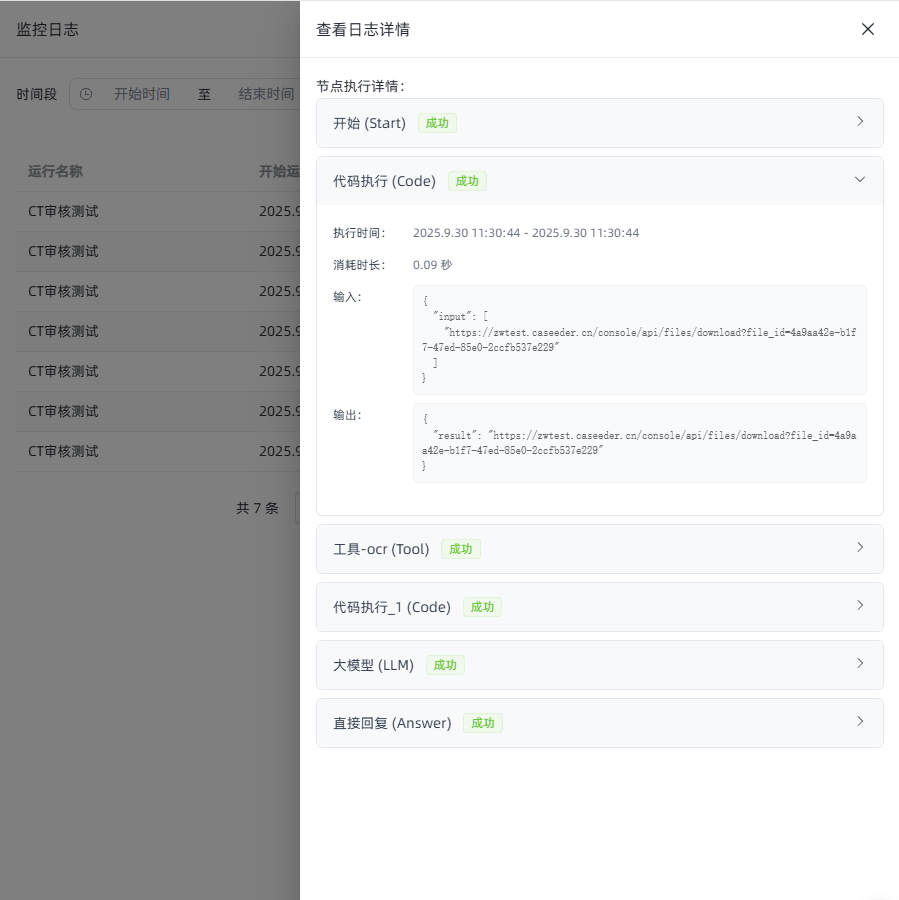 监控日志
时间段 开始时间 至 结束时间
运行名称 开始运
CT审核测试 2025.9
CT审核测试 2025.9
CT审核测试 2025.9
CT审核测试 2025.9
CT审核测试 2025.9
CT审核测试 2025.9
CT审核测试 2025.9
共 7 条
查看日志详情
节点执行详情：
开始 (Start) 成功
代码执行 (Code) 成功
执行时间： 2025.9.30 11:30:44 - 2025.9.30 11:30:44
消耗时长： 0.09 秒
输入：
{
"input": [
"https://zwtest.caseeder.cn/console/api/files/download?file_id=4a9aa42e-b1f
7-47ed-85e0-2ccfb537e229"
]
}
输出：
{
"result": "https://zwtest.caseeder.cn/console/api/files/download?file_id=4a9a
a42e-b1f7-47ed-85e0-2ccfb537e229"
}
工具-ocr (Tool) 成功
代码执行_1 (Code) 成功
大模型 (LLM) 成功
直接回复 (Answer) 成功